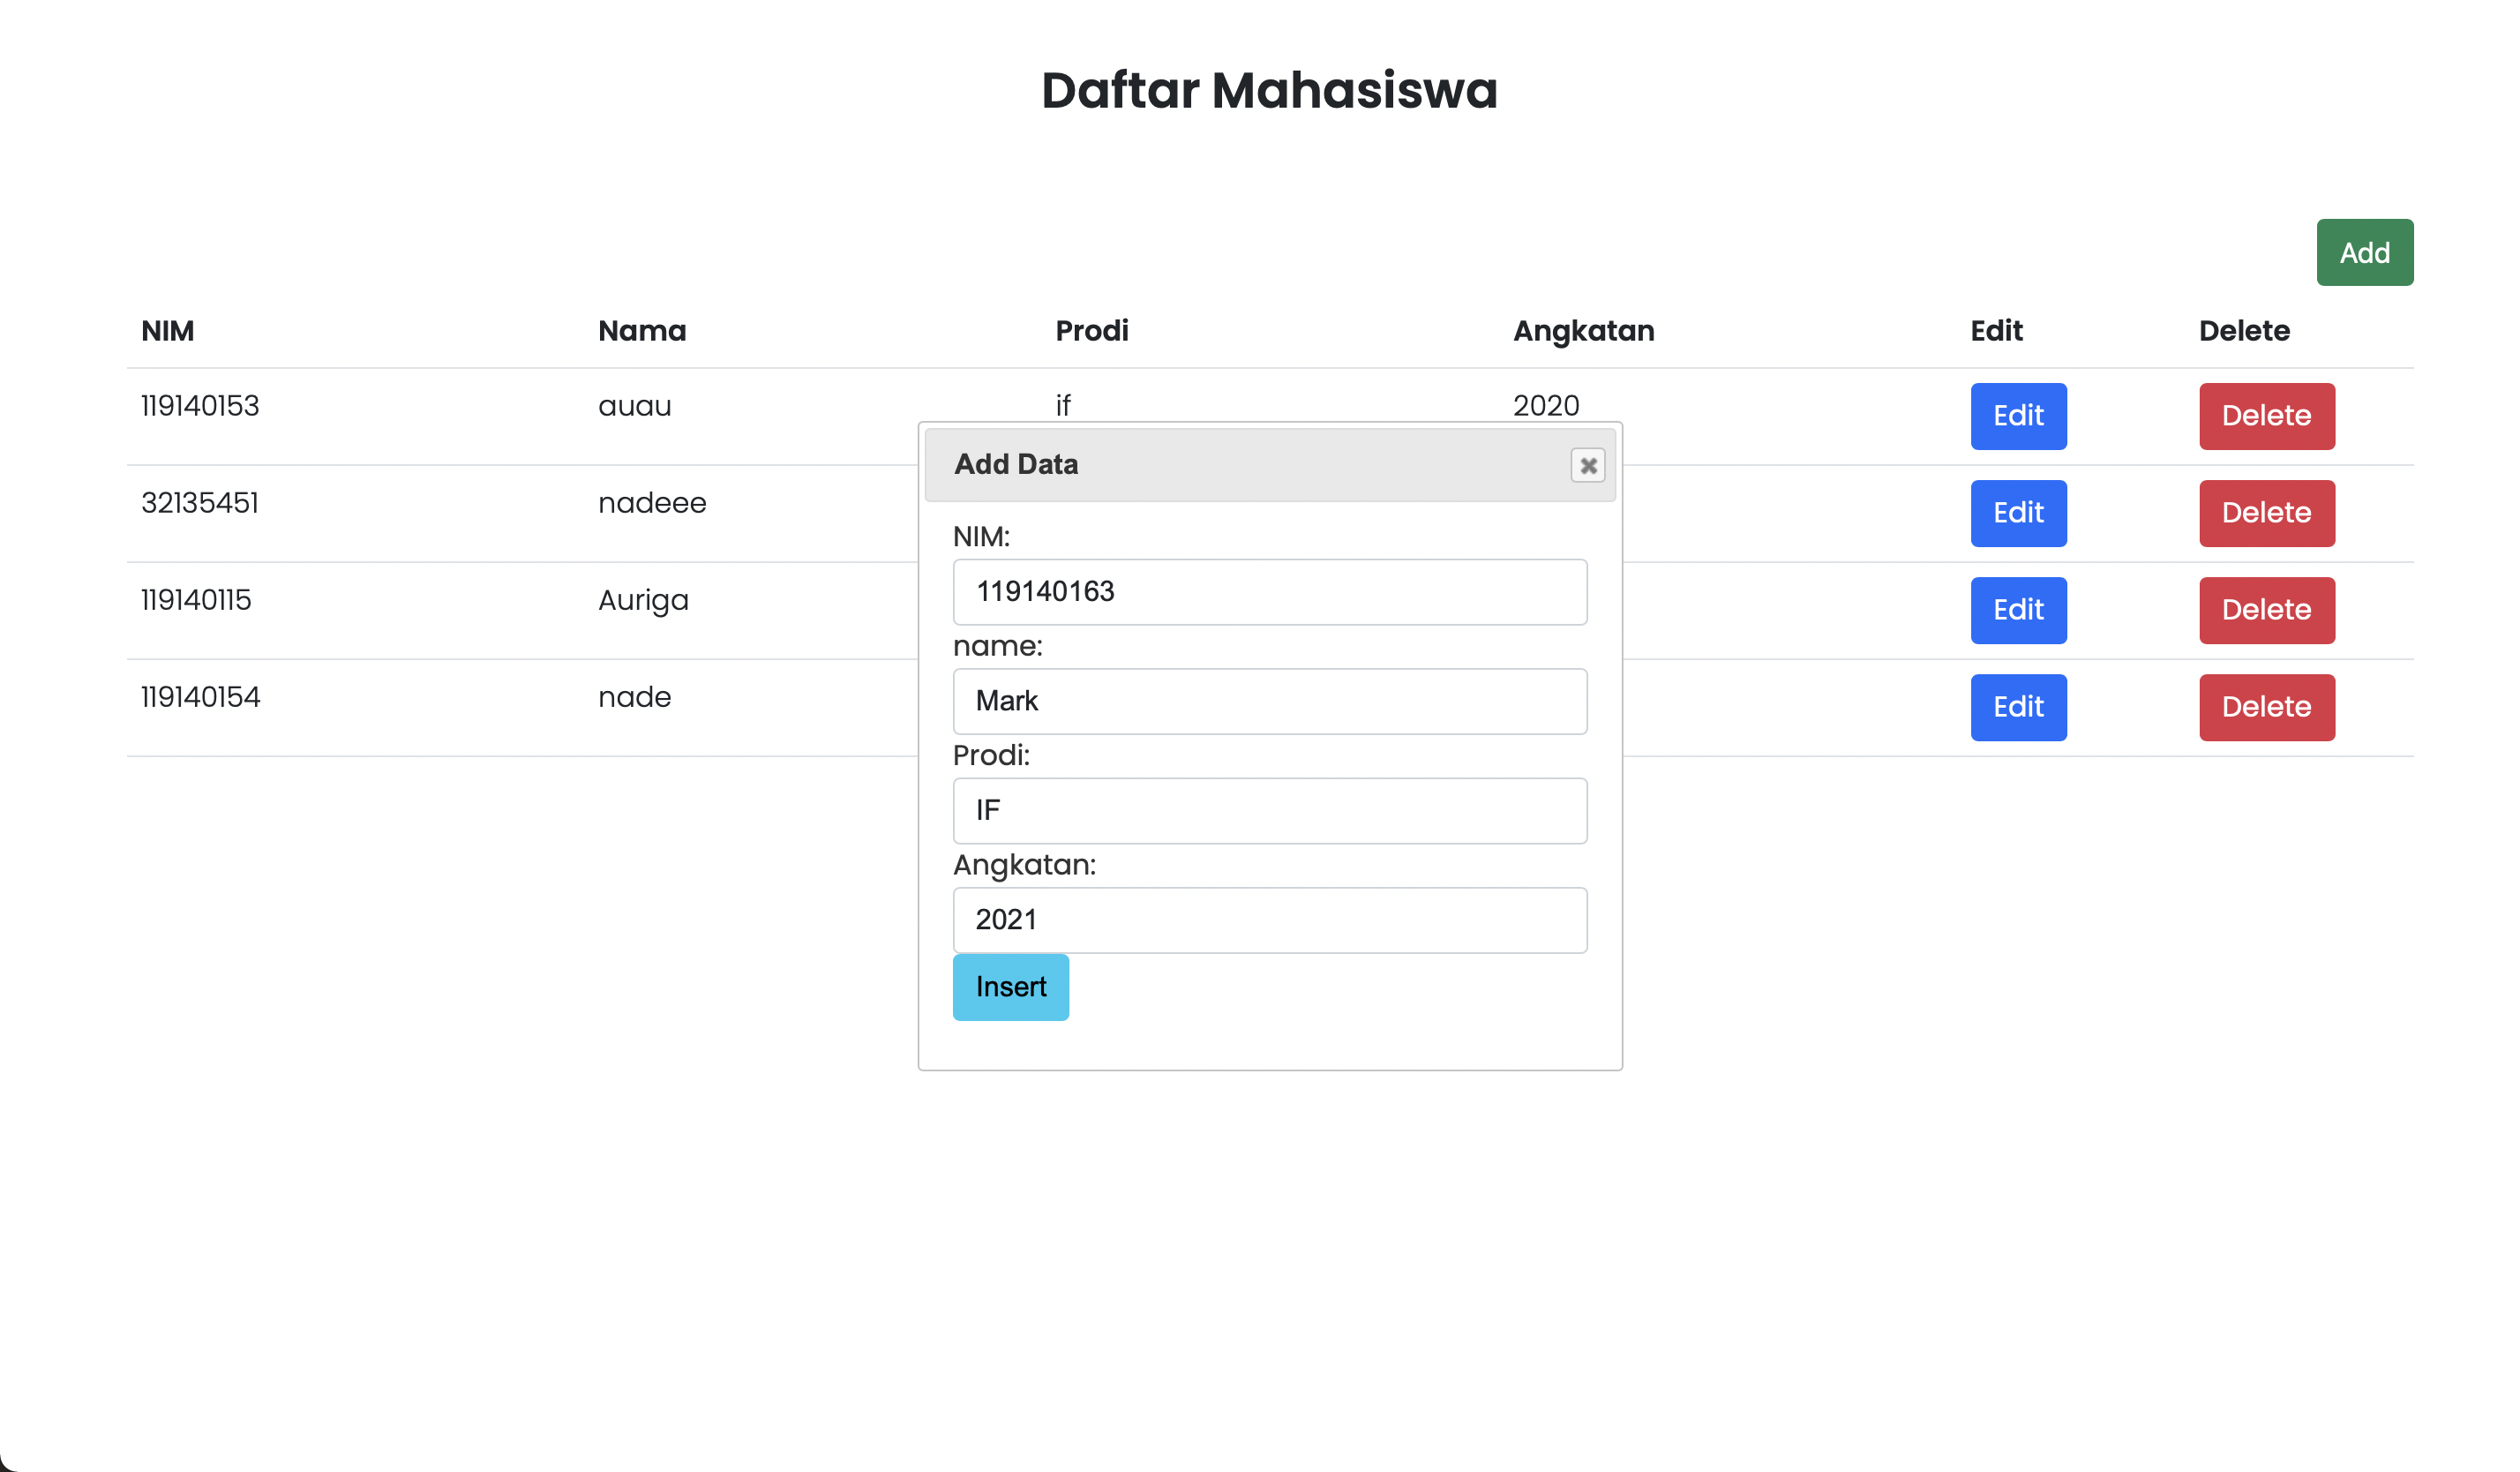 Daftar Mahasiswa
Add
NIM Nama Prodi Angkatan Edit Delete
119140153 auau if 2020 Edit Delete
32135451 nadeee Edit Delete
119140115 Auriga Edit Delete
119140154 nade Edit Delete
Add Data
NIM:
119140163
name:
Mark
Prodi:
IF
Angkatan:
2021
Insert